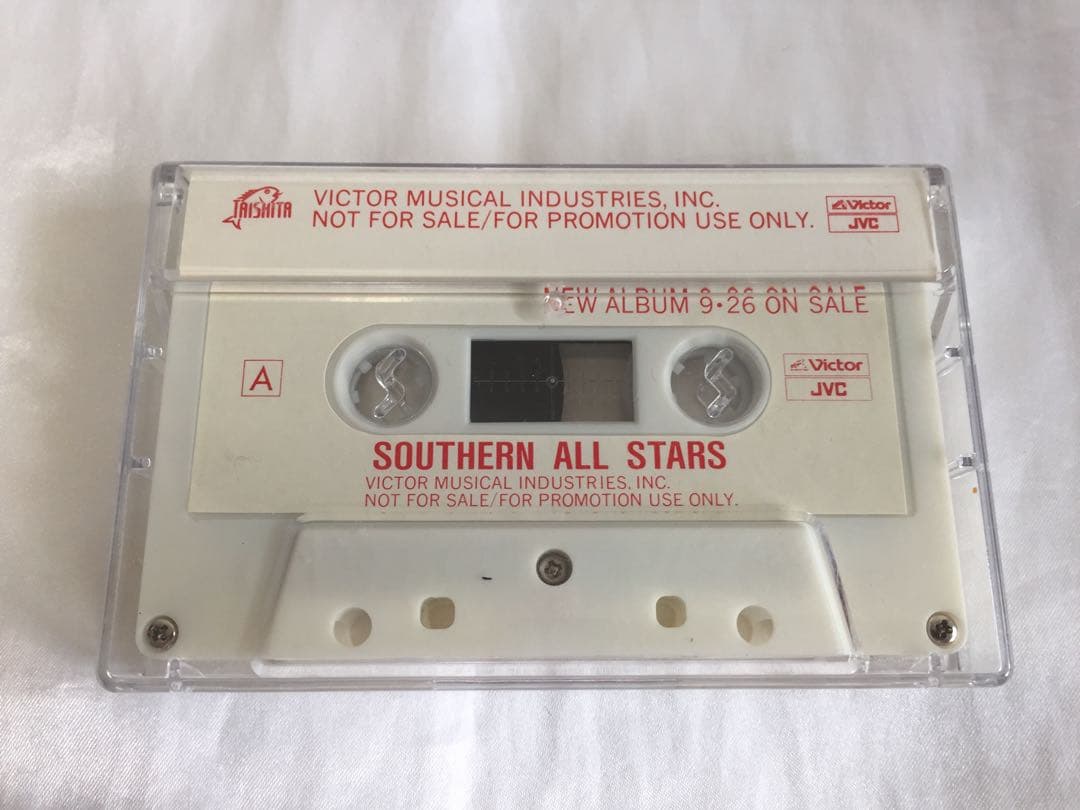 TAISHITA
VICTOR MUSICAL INDUSTRIES, INC.
NOT FOR SALE/FOR PROMOTION USE ONLY.
Victor
JVC
NEW ALBUM 9•26 ON SALE
A
Victor
JVC
SOUTHERN ALL STARS
VICTOR MUSICAL INDUSTRIES, INC.
NOT FOR SALE/FOR PROMOTION USE ONLY.